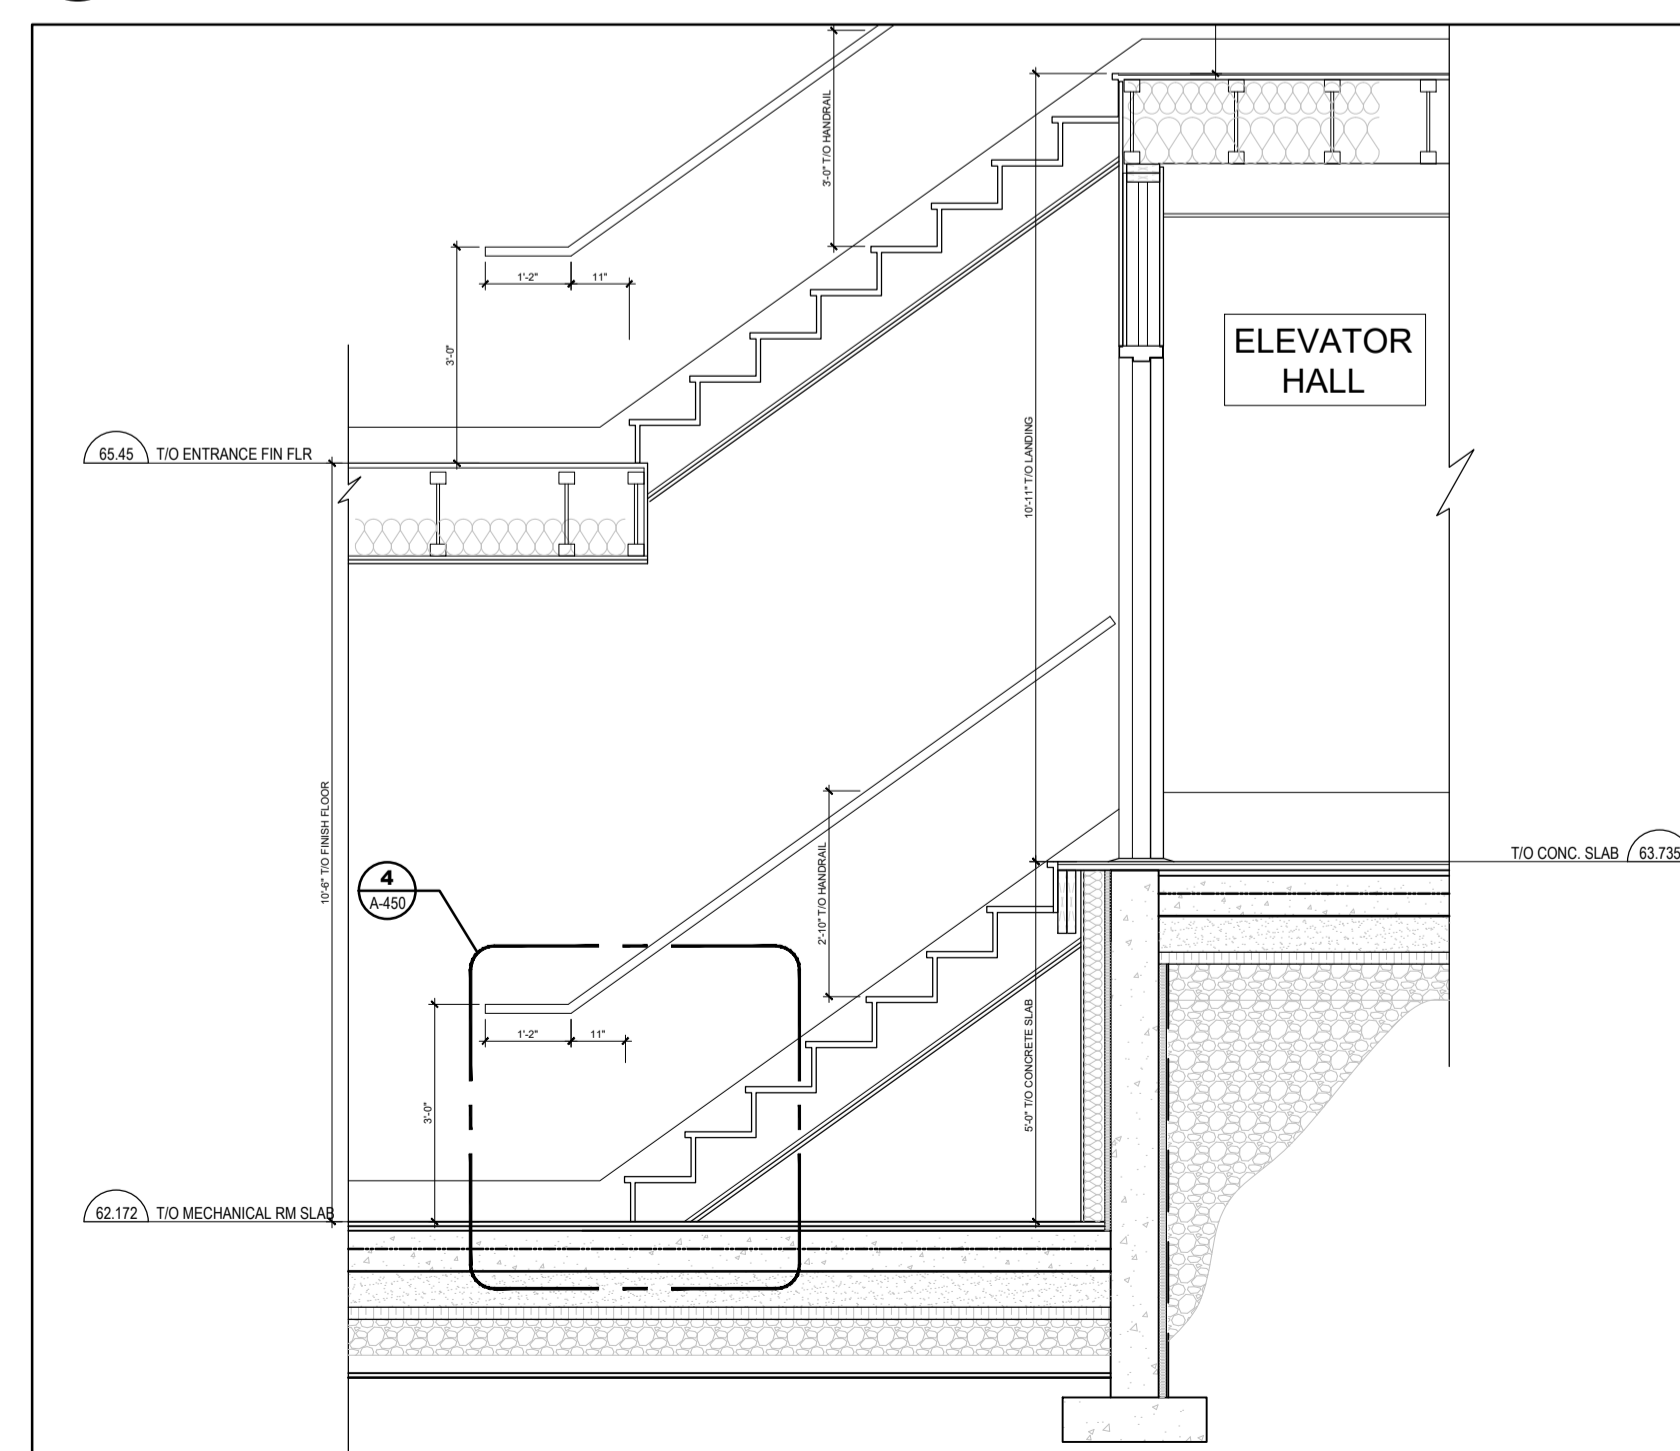 3'-0" T/O HANDRAIL
1'-2"
11"
3'-0"
ELEVATOR
HALL
65.45
T/O ENTRANCE FIN FLR
10'-11" T/O LANDING
10'-6" T/O FINISH FLOOR
2'-10" T/O HANDRAIL
T/O CONC. SLAB
63.735
4
A-450
1'-2"
11"
3'-0"
5'-0" T/O CONCRETE SLAB
62.172
T/O MECHANICAL RM SLAB